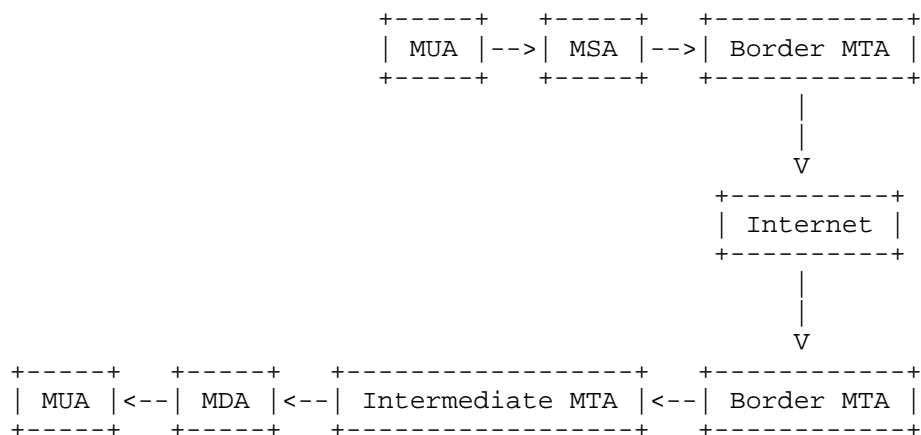 +-----+   +-----+   +------------+
| MUA |-->| MSA |-->| Border MTA |
+-----+   +-----+   +------------+
|
|
V
+----------+
| Internet |
+----------+
|
|
V
+-----+   +-----+   +------------------+   +------------+
| MUA |<--| MDA |<--| Intermediate MTA |<--| Border MTA |
+-----+   +-----+   +------------------+   +------------+